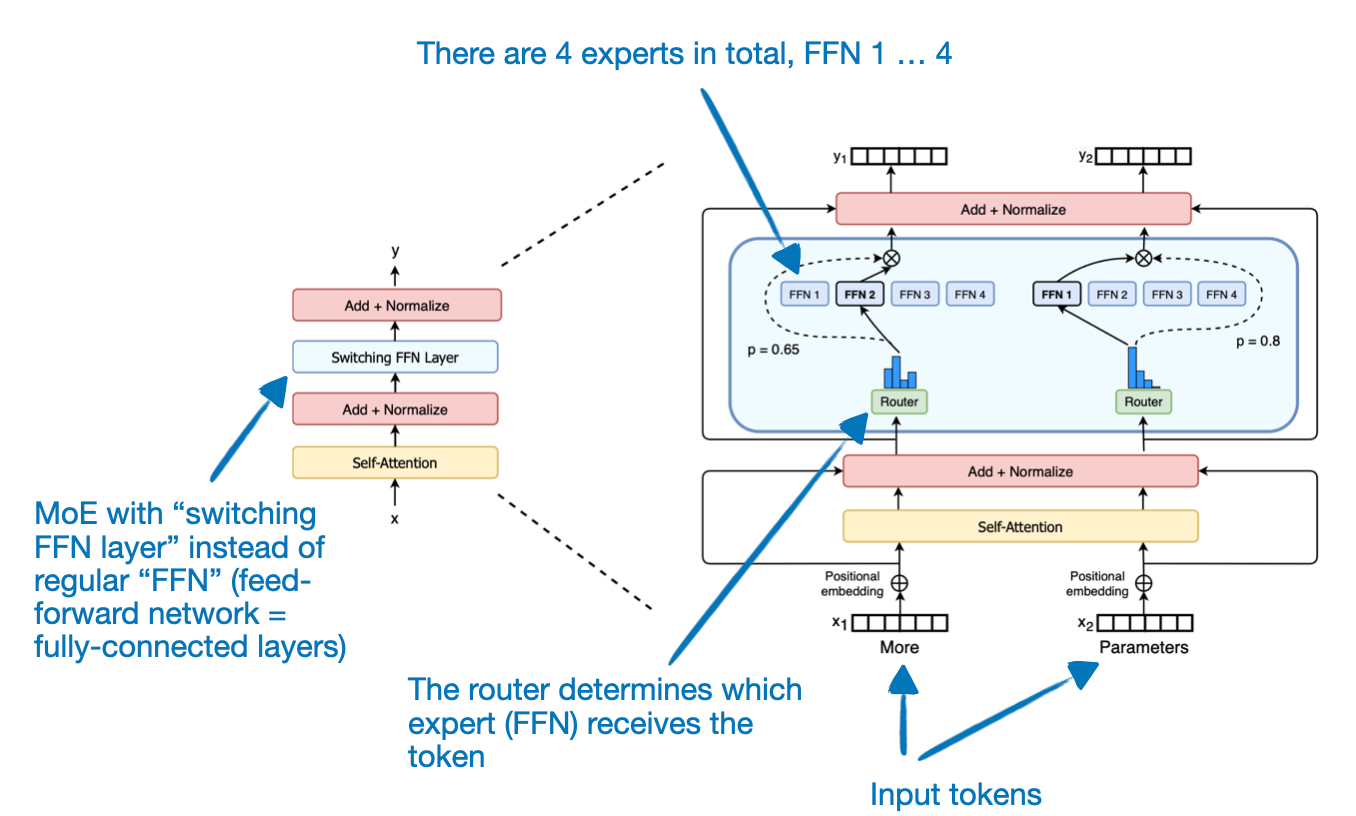 There are 4 experts in total, FFN 1 … 4
y
Add + Normalize
Switching FFN Layer
Add + Normalize
Self-Attention
x
MoE with “switching
FFN layer” instead of
regular “FFN” (feed-
forward network =
fully-connected layers)
y1
y2
Add + Normalize
FFN 1
FFN 2
FFN 3
FFN 4
FFN 1
FFN 2
FFN 3
FFN 4
p = 0.65
p = 0.8
Router
Router
Add + Normalize
Self-Attention
Positional
embedding
Positional
embedding
x1
x2
More
Parameters
The router determines which
expert (FFN) receives the
token
Input tokens